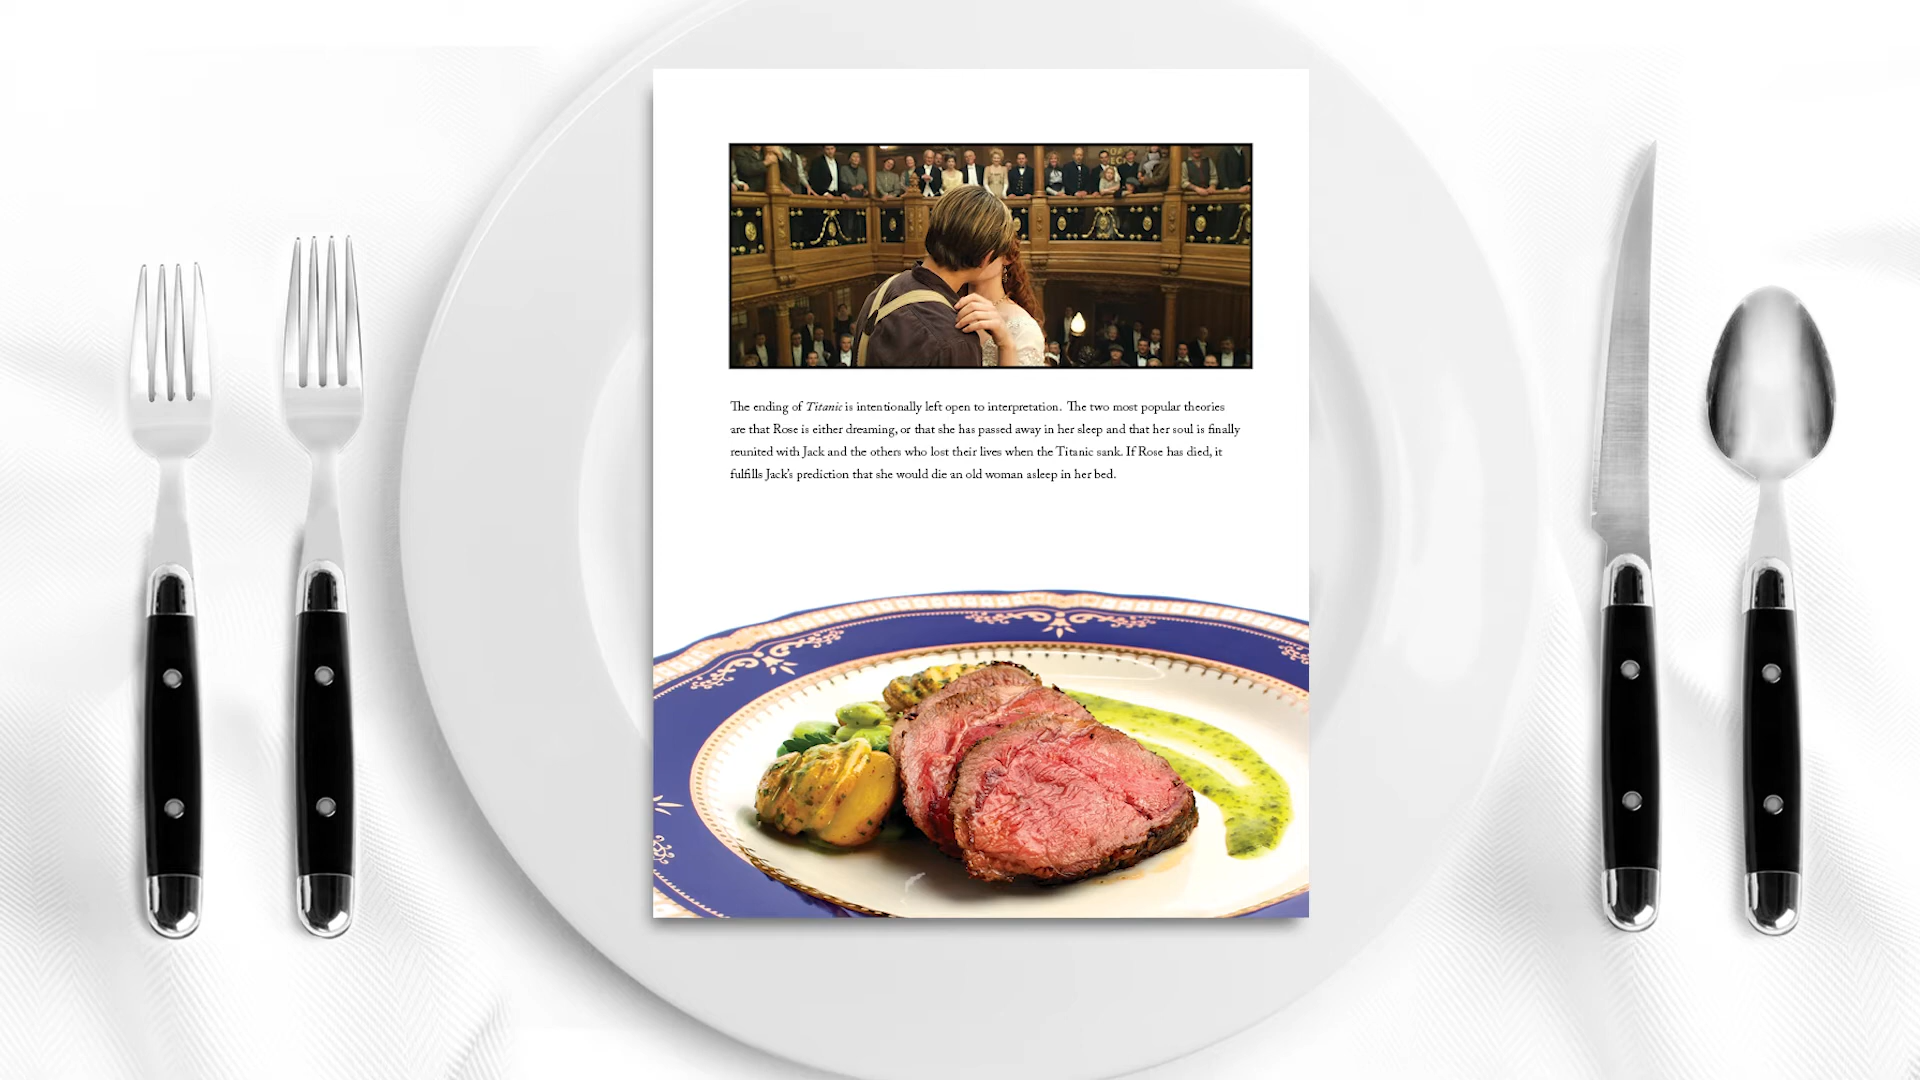 The ending of Titanic is intentionally left open to interpretation. The two most popular theories
are that Rose is either dreaming, or that she has passed away in her sleep and that her soul is finally
reunited with Jack and the others who lost their lives when the Titanic sank. If Rose has died, it
fulfills Jack's prediction that she would die an old woman asleep in her bed.